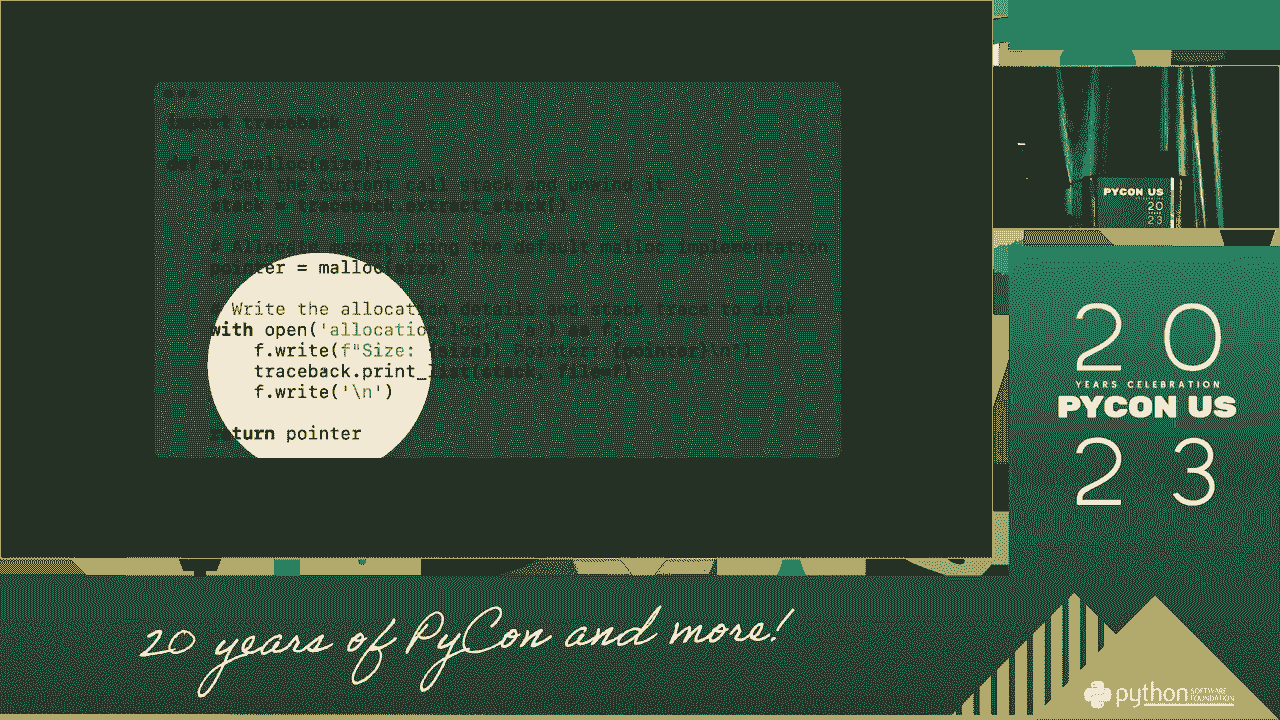 import traceback
def my_malloc(size):
# Get the current call stack and unwind it
stack = traceback.extract_stack()
# Allocate memory using the default malloc implementation
pointer = malloc(size)
# Write the allocation details and stack trace to disk
with open('allocation.log', 'a') as f:
f.write(f"Size: {size}, Pointer: {pointer}\n")
traceback.print_list(stack, file=f)
f.write('\n')
return pointer
PYCON US
20
23
20
YEARS CELEBRATION
PYCON US
23
20 years of PyCon and more!
python SOFTWARE FOUNDATION